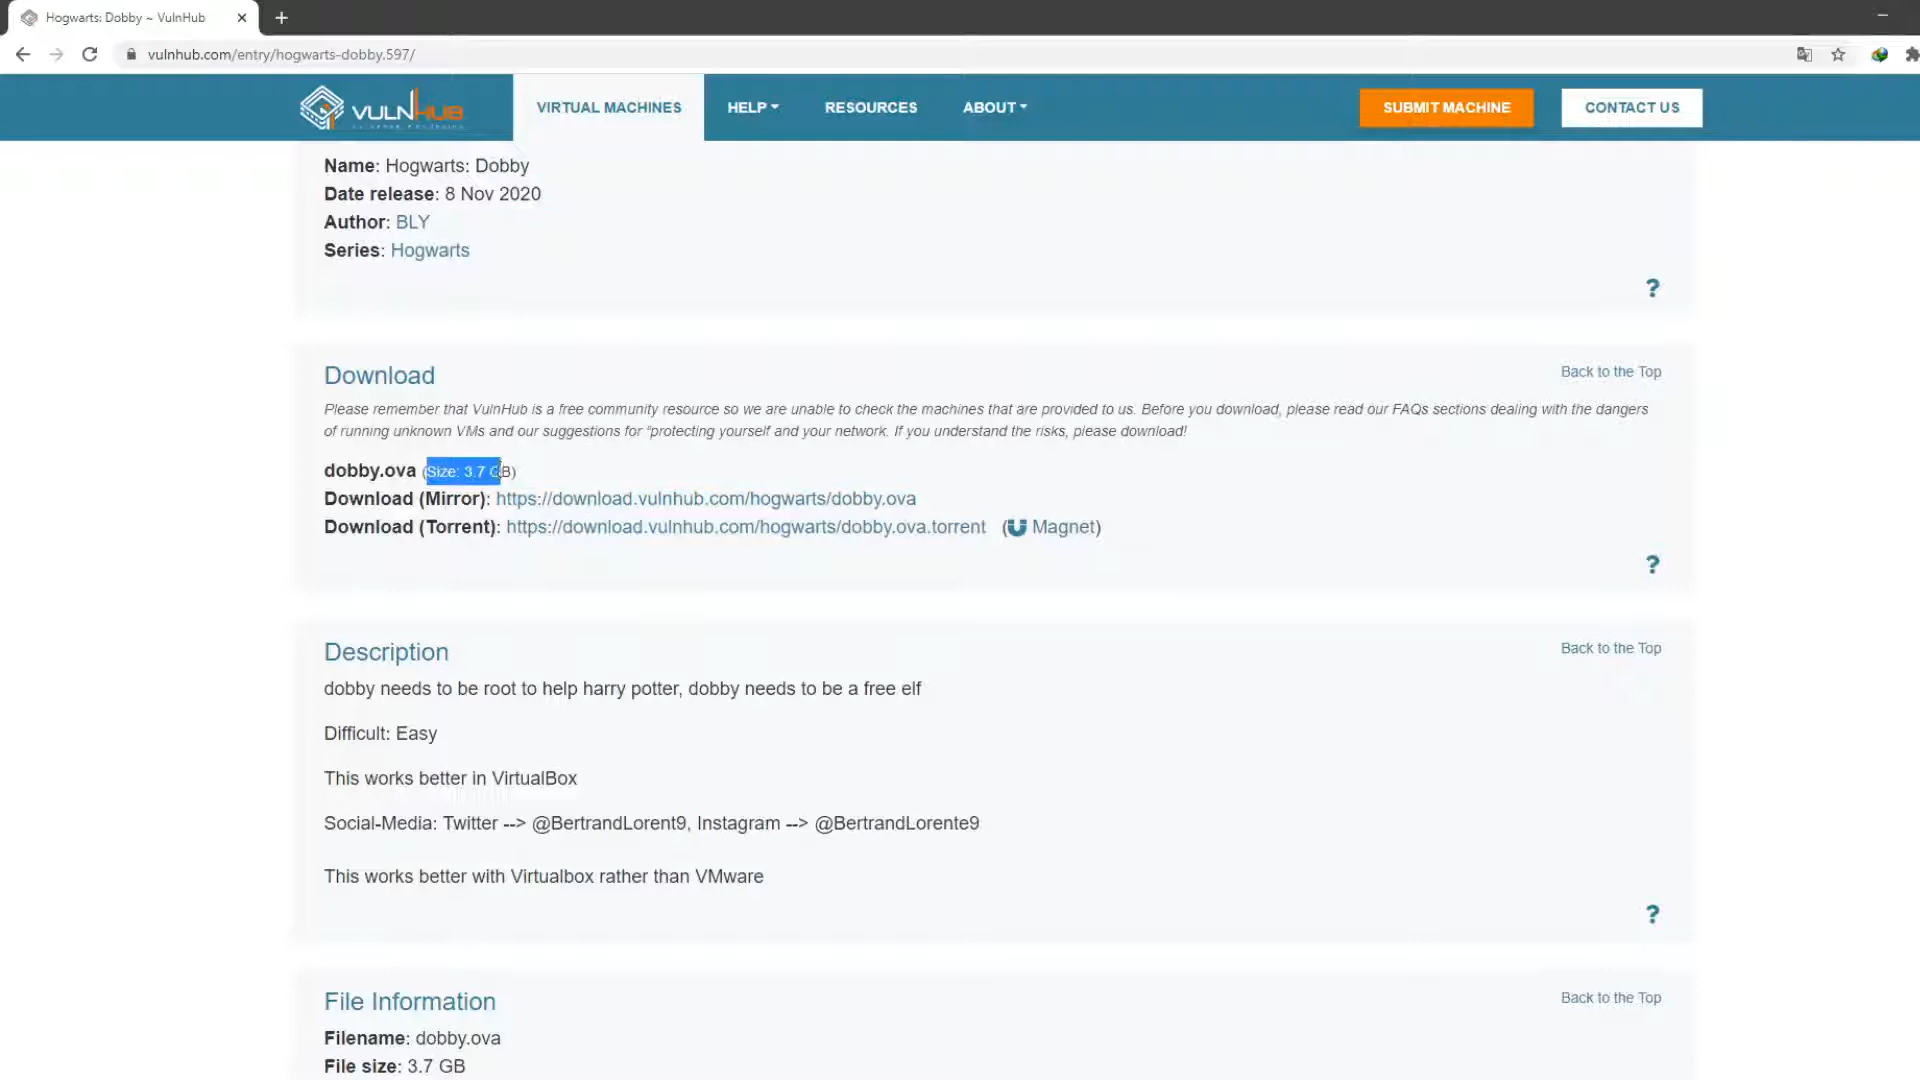 Hogwarts: Dobby ~ VulnHub
vulnhub.com/entry/hogwarts-dobby.597/
VULNHUB
VIRTUAL MACHINES
HELP
RESOURCES
ABOUT
SUBMIT MACHINE
CONTACT US
Name: Hogwarts: Dobby
Date release: 8 Nov 2020
Author: BLY
Series: Hogwarts
?
Download
Back to the Top
Please remember that VulnHub is a free community resource so we are unable to check the machines that are provided to us. Before you download, please read our FAQs sections dealing with the dangers
of running unknown VMs and our suggestions for “protecting yourself and your network. If you understand the risks, please download!
dobby.ova (Size: 3.7 GB)
Download (Mirror): https://download.vulnhub.com/hogwarts/dobby.ova
Download (Torrent): https://download.vulnhub.com/hogwarts/dobby.ova.torrent (Magnet)
?
Description
Back to the Top
dobby needs to be root to help harry potter, dobby needs to be a free elf
Difficult: Easy
This works better in VirtualBox
Social-Media: Twitter --> @BertrandLorent9, Instagram --> @BertrandLorente9
This works better with Virtualbox rather than VMware
?
File Information
Back to the Top
Filename: dobby.ova
File size: 3.7 GB